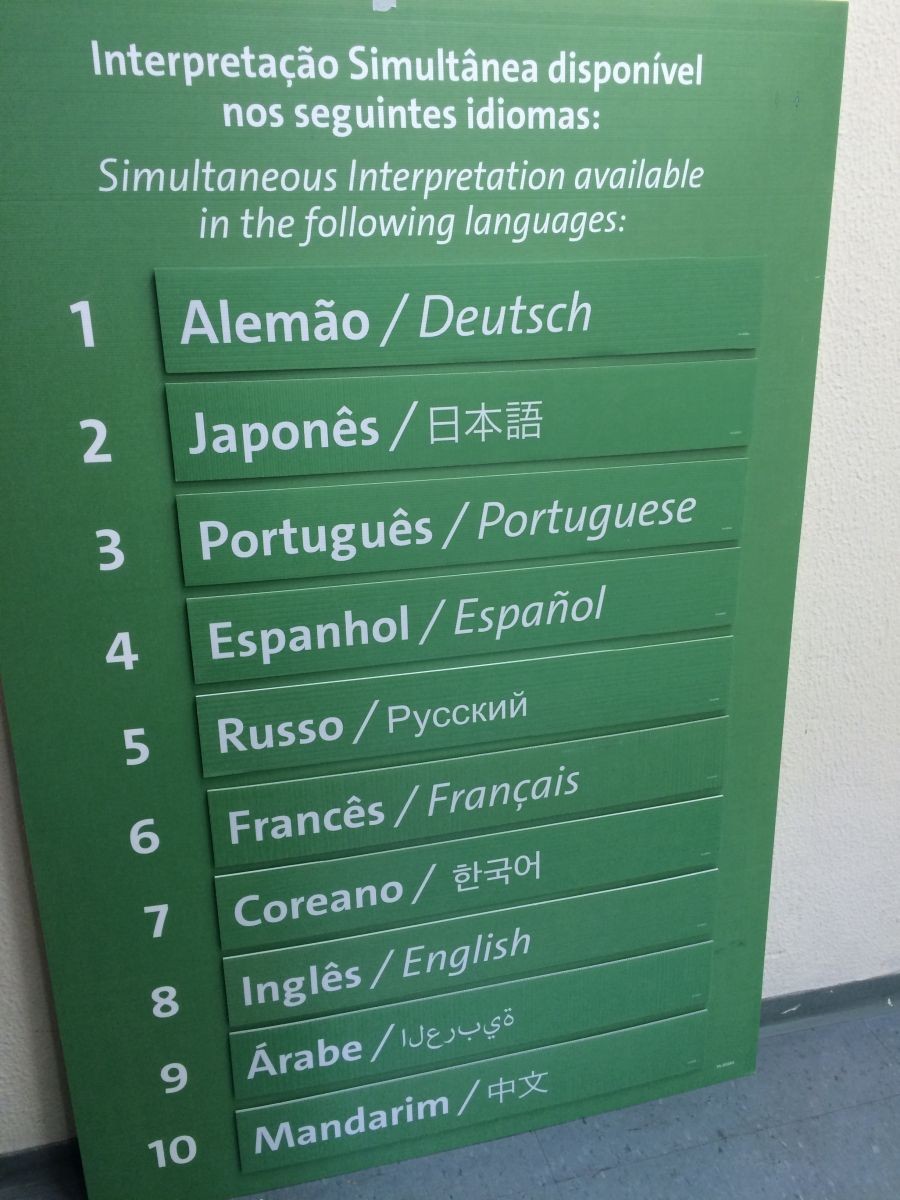 Interpretação Simultânea disponível
nos seguintes idiomas:
Simultaneous Interpretation available
in the following languages:
1 Alemão / Deutsch
2 Japonês / 日本語
3 Português / Portuguese
4 Espanhol / Español
5 Russo / Русский
6 Francês / Français
7 Coreano / 한국어
8 Inglês / English
9 Árabe / العربية
10 Mandarim / 中文